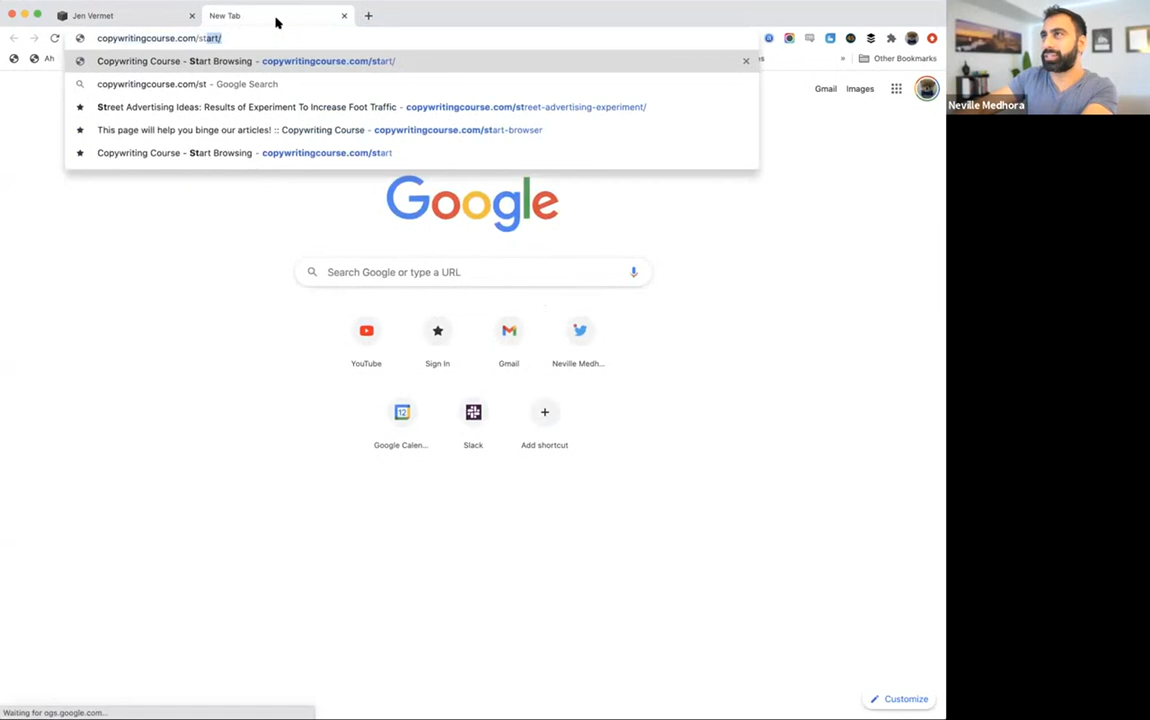 Jen Vermet
New Tab
copywritingcourse.com/start/
Copywriting Course - Start Browsing - copywritingcourse.com/start/
copywritingcourse.com/st - Google Search
Street Advertising Ideas: Results of Experiment To Increase Foot Traffic - copywritingcourse.com/street-advertising-experiment/
This page will help you binge our articles! :: Copywriting Course - copywritingcourse.com/start-browser
Copywriting Course - Start Browsing - copywritingcourse.com/start
Ah
Other Bookmarks
Gmail
Images
Neville Medhora
Google
Search Google or type a URL
YouTube
Sign In
Gmail
Neville Medh...
12
Google Calen...
Slack
Add shortcut
Customize
Waiting for ogs.google.com...